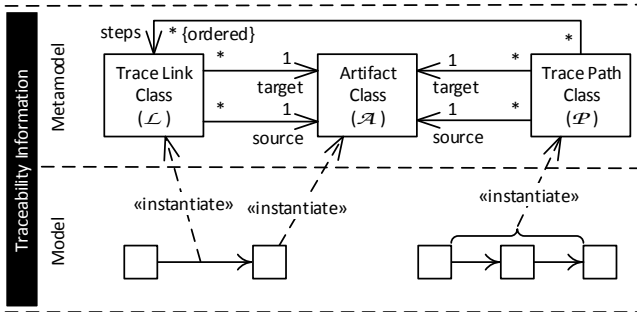 Traceability Information
Metamodel
steps
* {ordered}
*
Trace Link
Class
(ℒ)
*
1
target
*
1
source
Artifact
Class
(𝒜)
1
*
target
1
*
source
Trace Path
Class
(𝒫)
Model
«instantiate»
«instantiate»
«instantiate»